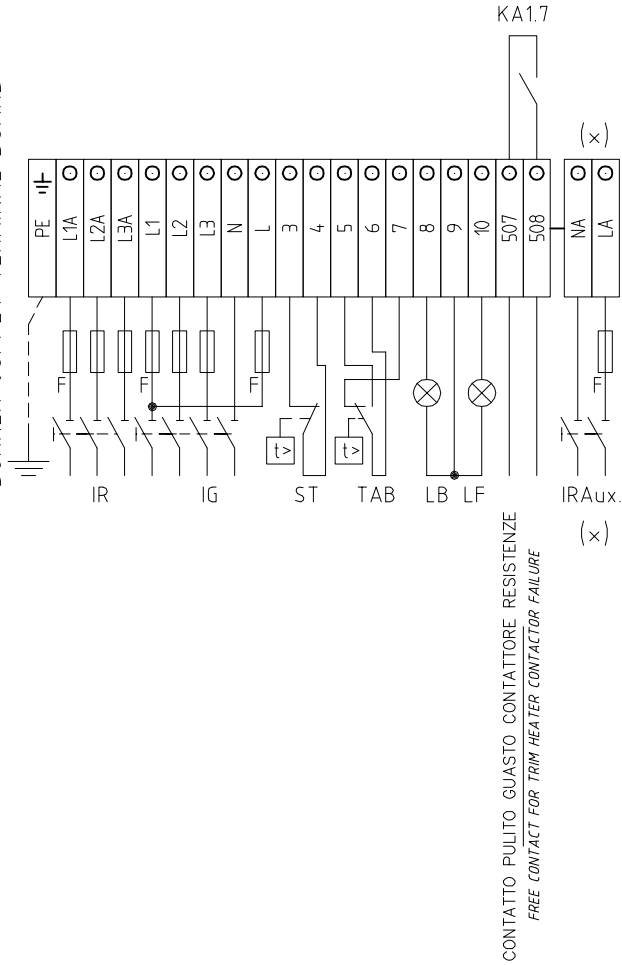 KA1.7
(x)
PE
L1A
L2A
L3A
L1
L2
L3
N
L
3
4
5
6
7
8
9
10
507
508
NA
LA
F
F
F
F
t>
t>
IR
IG
ST
TAB
LB
LF
IRAux.
(x)
CONTATTO PULITO GUASTO CONTATTORE RESISTENZE
FREE CONTACT FOR TRIM HEATER CONTACTOR FAILURE